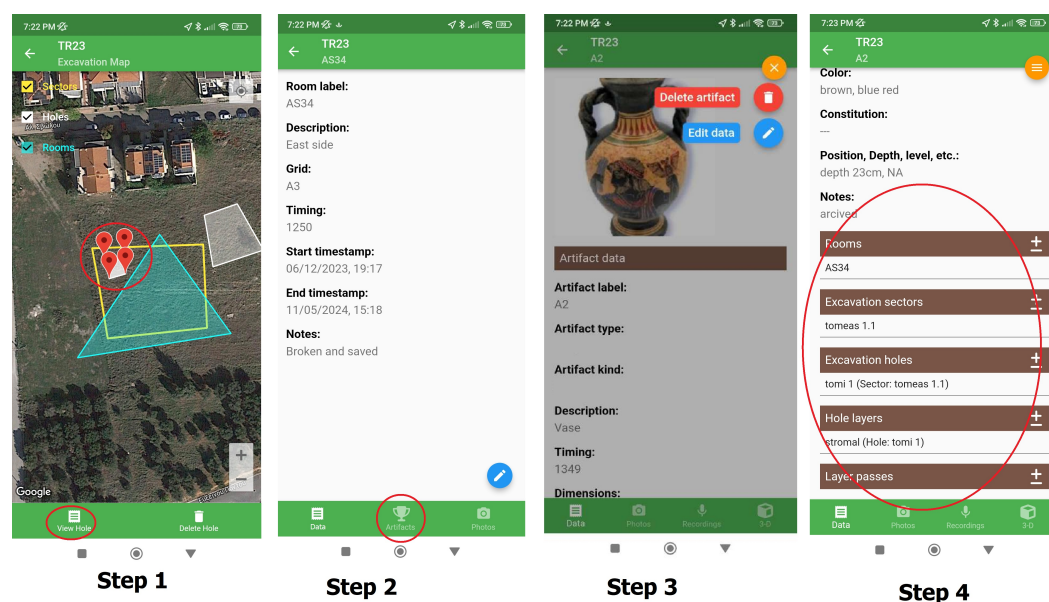 7:22 PM
TR23
Excavation Map
Sectors
Holes
Rooms
Google
View Hole
Delete Hole
Step 1
7:22 PM
TR23
AS34
Room label:
AS34
Description:
East side
Grid:
A3
Timing:
1250
Start timestamp:
06/12/2023, 19:17
End timestamp:
11/05/2024, 15:18
Notes:
Broken and saved
Data
Artifacts
Photos
Step 2
7:22 PM
TR23
A2
Delete artifact
Edit data
Artifact data
Artifact label:
A2
Artifact type:
Artifact kind:
Description:
Vase
Timing:
1349
Dimensions:
Data
Photos
Recordings
3-D
Step 3
7:23 PM
TR23
A2
Color:
brown, blue red
Constitution:
---
Position, Depth, level, etc.:
depth 23cm, NA
Notes:
arcived
Rooms
AS34
Excavation sectors
tomeas 1.1
Excavation holes
tomi 1 (Sector: tomeas 1.1)
Hole layers
stromal (Hole: tomi 1)
Layer passes
Data
Photos
Recordings
3-D
Step 4